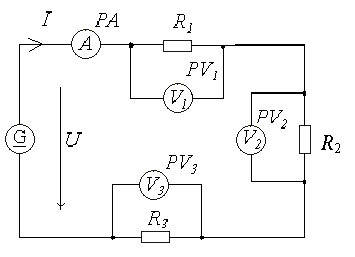 I PA R₁
A PV₁
V₁
PV₂
G U V₂ R₂
PV₃
V₃
R₃